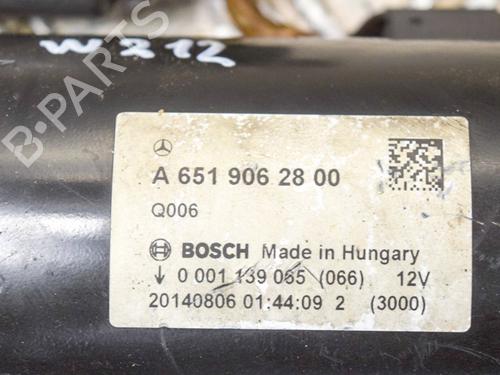 W212
B-PARTS
A 651 906 28 00
Q006
BOSCH Made in Hungary
↓ 0 001 139 065 (066) 12V
20140806 01:44:09 2 (3000)